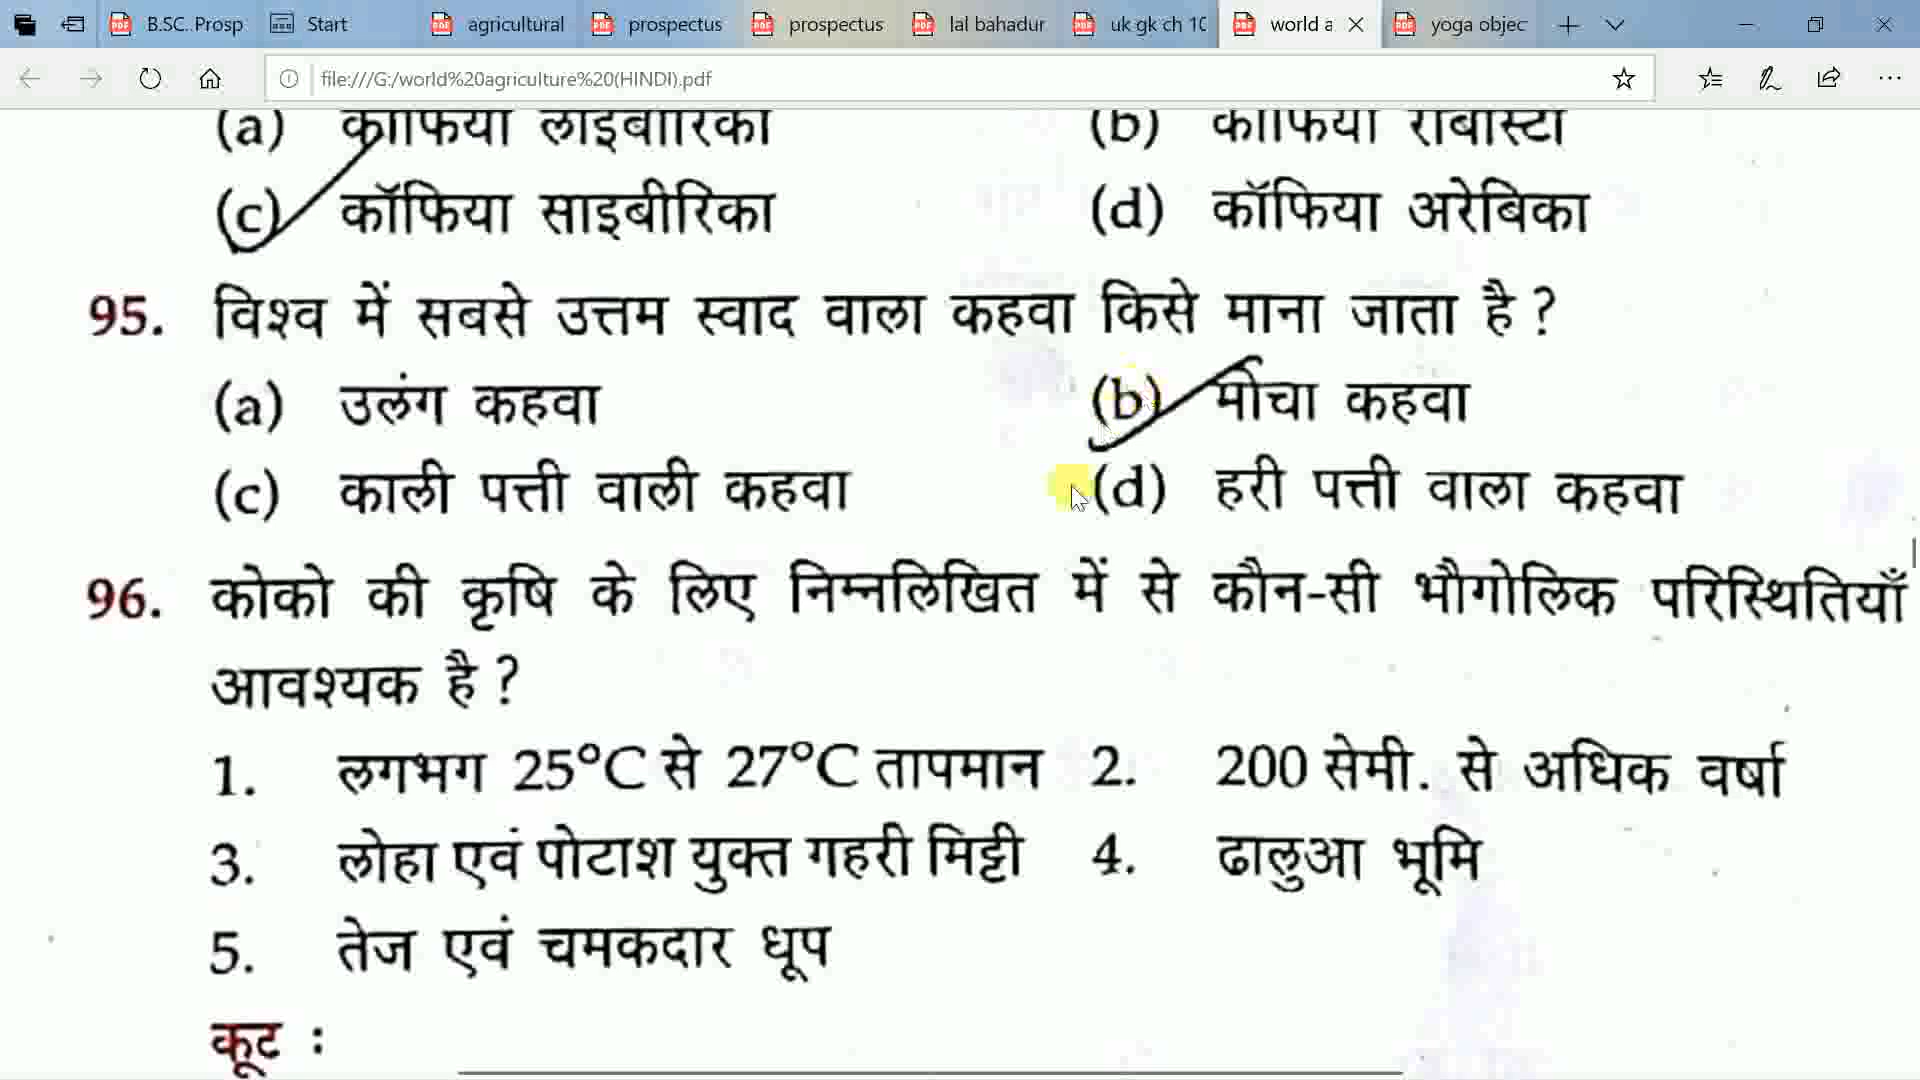 B.SC..Prosp Start agricultural prospectus prospectus lal bahadur uk gk ch 10 world a yoga objec
file:///G:/world%20agriculture%20(HINDI).pdf
(a) कॉफिया लाइबीरिका (b) कॉफिया रोबास्टा
(c) कॉफिया साइबीरिका (d) कॉफिया अरेबिका
95. विश्व में सबसे उत्तम स्वाद वाला कहवा किसे माना जाता है ?
(a) उलंग कहवा (b) मोचा कहवा
(c) काली पत्ती वाली कहवा (d) हरी पत्ती वाला कहवा
96. कोको की कृषि के लिए निम्नलिखित में से कौन-सी भौगोलिक परिस्थितियाँ
आवश्यक है ?
1. लगभग 25°C से 27°C तापमान 2. 200 सेमी. से अधिक वर्षा
3. लोहा एवं पोटाश युक्त गहरी मिट्टी 4. ढालुआ भूमि
5. तेज एवं चमकदार धूप
कूट :